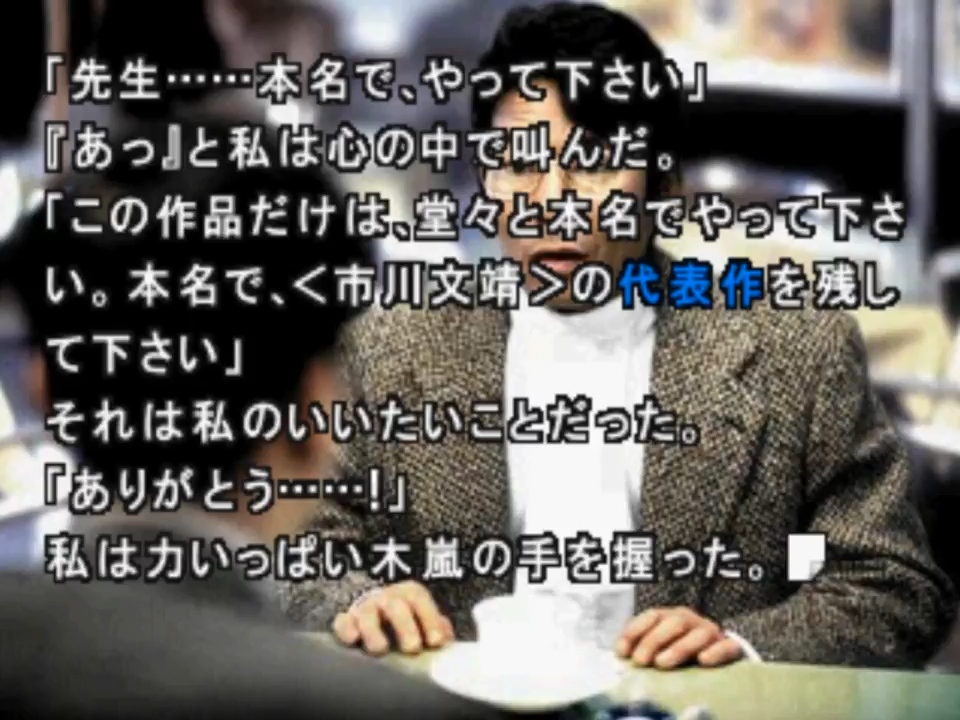 「先生……本名で、やって下さい」
『あっ』と私は心の中で叫んだ。
「この作品だけは、堂々と本名でやって下さ
い。本名で、＜市川文靖＞の代表作を残し
て下さい」
それは私のいいたいことだった。
「ありがとう……！」
私は力いっぱい木嵐の手を握った。